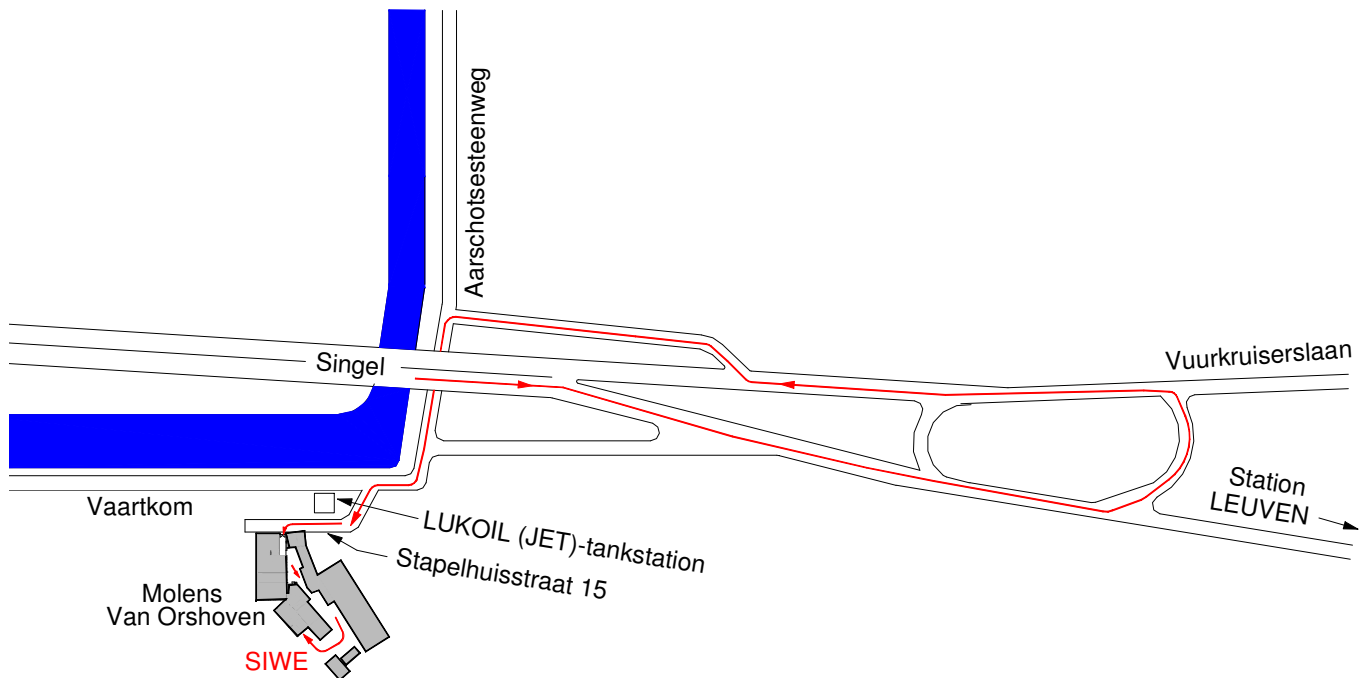 Aarschotsesteenweg
Singel
Vuurkruiserslaan
Station
LEUVEN
Vaartkom
LUKOIL (JET)-tankstation
Stapelhuisstraat 15
Molens
Van Orshoven
SIWE